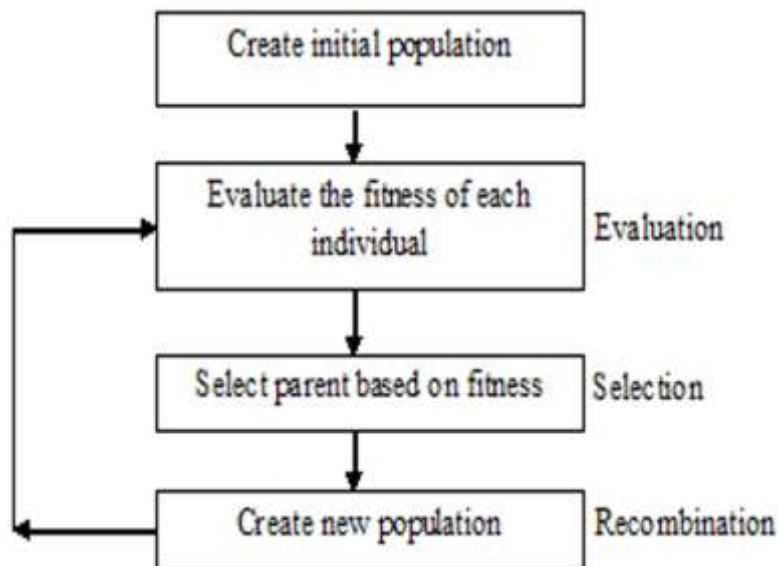 Create initial population
Evaluate the fitness of each
individual
Evaluation
Select parent based on fitness
Selection
Create new population
Recombination